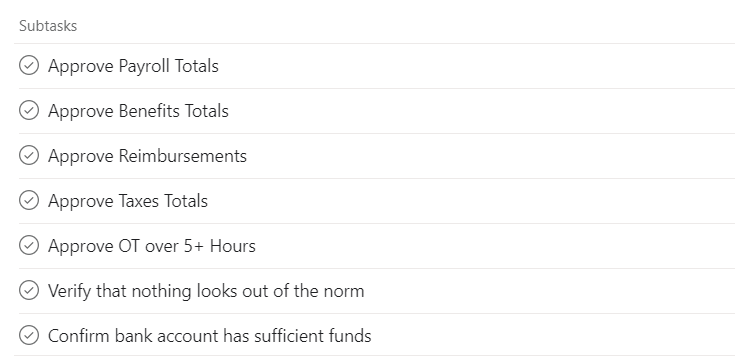 Subtasks
Approve Payroll Totals
Approve Benefits Totals
Approve Reimbursements
Approve Taxes Totals
Approve OT over 5+ Hours
Verify that nothing looks out of the norm
Confirm bank account has sufficient funds